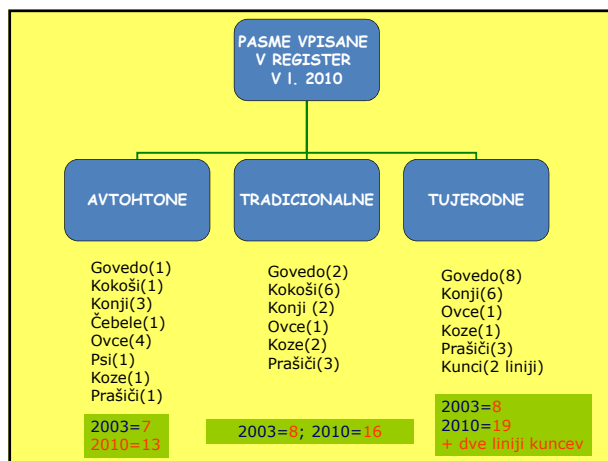 PASME VPISANE
V REGISTER
V l. 2010
AVTOHTONE
TRADICIONALNE
TUJERODNE
Govedo(1)
Kokoši(1)
Konji(3)
Čebele(1)
Ovce(4)
Psi(1)
Koze(1)
Prašiči(1)
2003=7
2010=13
Govedo(2)
Kokoši(6)
Konji (2)
Ovce(1)
Koze(2)
Prašiči(3)
2003=8; 2010=16
Govedo(8)
Konji(6)
Ovce(1)
Koze(1)
Prašiči(3)
Kunci(2 liniji)
2003=8
2010=19
+ dve liniji kuncev